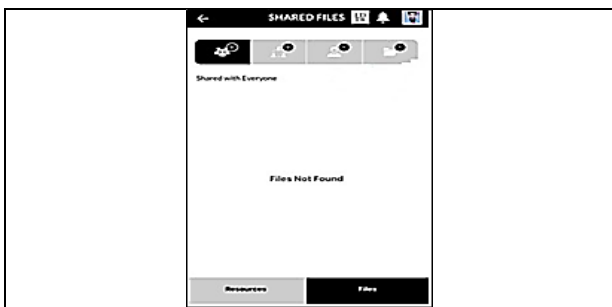 SHARED FILES
Shared with Everyone
Files Not Found
Resources
Files